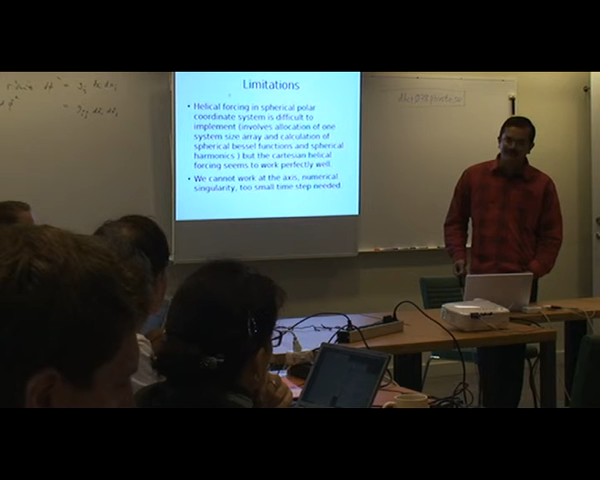 Limitations
• Helical forcing in spherical polar
coordinate system is difficult to
implement (involves allocation of one
system size array and calculation of
spherical bessel functions and spherical
harmonics ) but the cartesian helical
forcing seems to work perfectly well.
• We cannot work at the axis, numerical
singularity, too small time step needed.